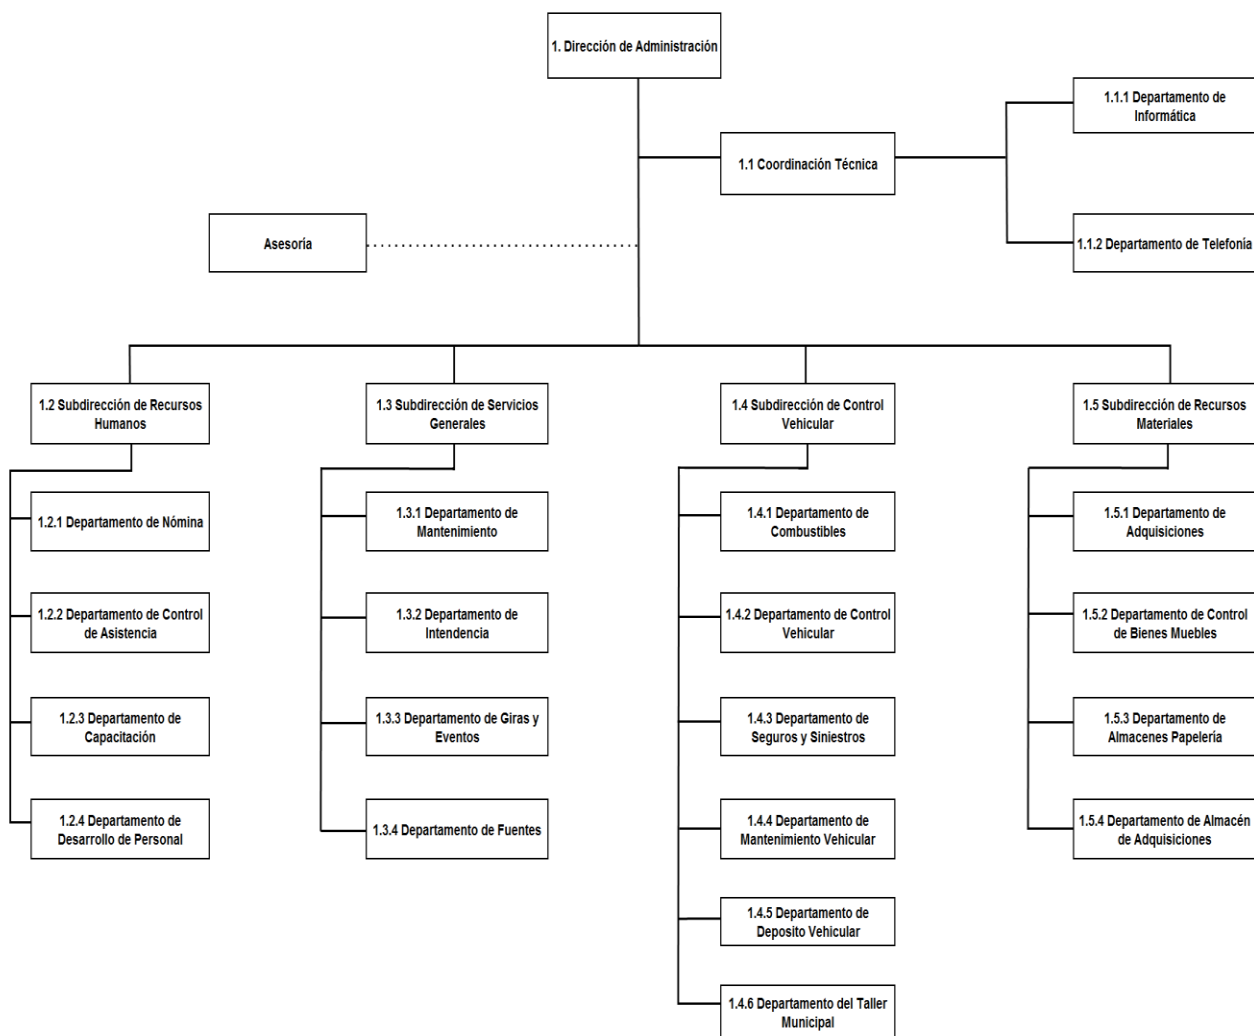 1. Dirección de Administración
1.1.1 Departamento de
Informática
1.1 Coordinación Técnica
Asesoría
1.1.2 Departamento de Telefonía
1.2 Subdirección de Recursos
Humanos
1.3 Subdirección de Servicios
Generales
1.4 Subdirección de Control
Vehicular
1.5 Subdirección de Recursos
Materiales
1.2.1 Departamento de Nómina
1.3.1 Departamento de
Mantenimiento
1.4.1 Departamento de
Combustibles
1.5.1 Departamento de
Adquisiciones
1.2.2 Departamento de Control
de Asistencia
1.3.2 Departamento de
Intendencia
1.4.2 Departamento de Control
Vehicular
1.5.2 Departamento de Control
de Bienes Muebles
1.2.3 Departamento de
Capacitación
1.3.3 Departamento de Giras y
Eventos
1.4.3 Departamento de
Seguros y Siniestros
1.5.3 Departamento de
Almacenes Papelería
1.2.4 Departamento de
Desarrollo de Personal
1.3.4 Departamento de Fuentes
1.4.4 Departamento de
Mantenimiento Vehicular
1.5.4 Departamento de Almacén
de Adquisiciones
1.4.5 Departamento de
Deposito Vehicular
1.4.6 Departamento del Taller
Municipal